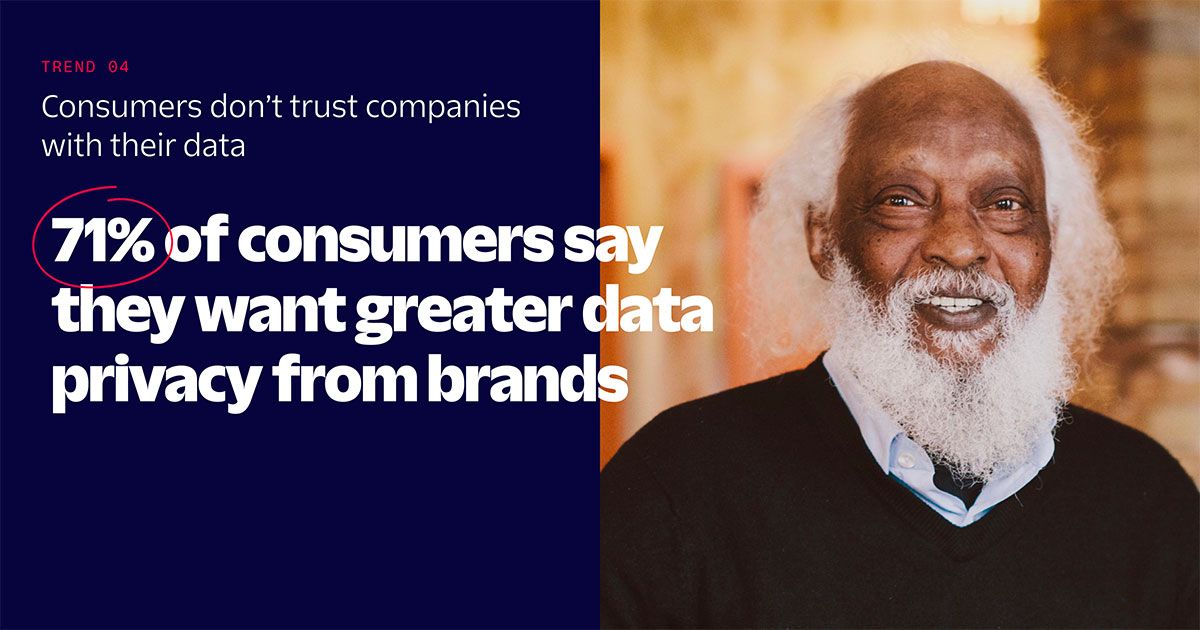 TREND 04
Consumers don’t trust companies
with their data
71% of consumers say
they want greater data
privacy from brands